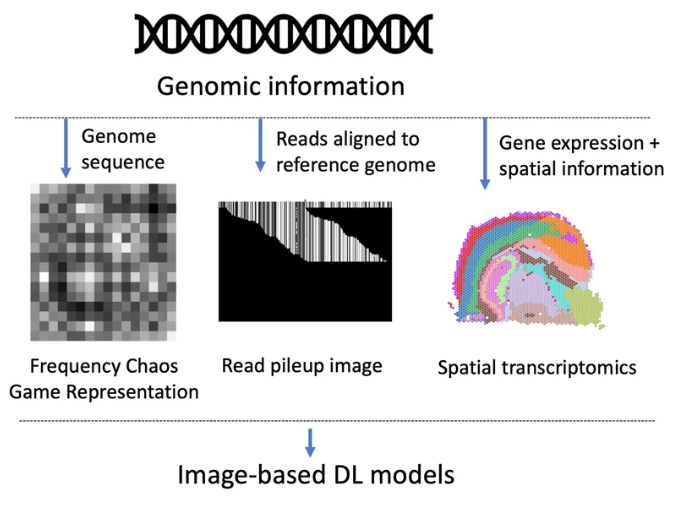 Genomic information
Genome
sequence
Reads aligned to
reference genome
Gene expression +
spatial information
Frequency Chaos
Game Representation
Read pileup image
Spatial transcriptomics
Image-based DL models